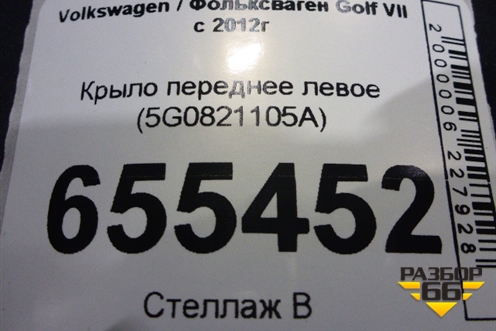 Volkswagen / Фольксваген Golf VII
с 2012г
Крыло переднее левое
(5G0821105A)
655452
Стеллаж В
2000006227928
РАЗБОР
66